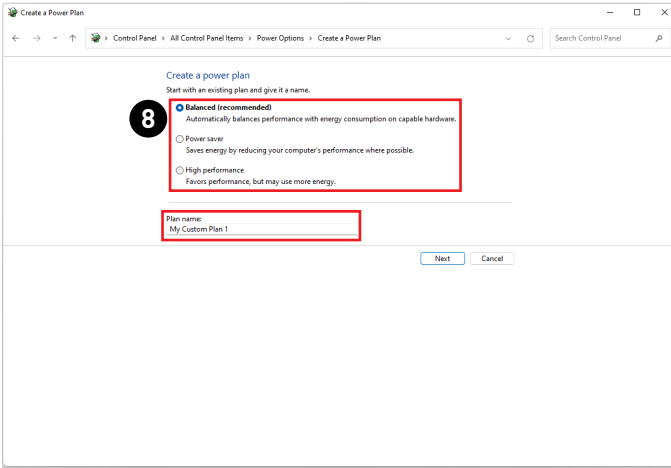 Create a Power Plan
Control Panel > All Control Panel Items > Power Options > Create a Power Plan
Search Control Panel
Create a power plan
Start with an existing plan and give it a name.
8
Balanced (recommended)
Automatically balances performance with energy consumption on capable hardware.
Power saver
Saves energy by reducing your computer's performance where possible.
High performance
Favors performance, but may use more energy.
Plan name:
My Custom Plan 1
Next Cancel